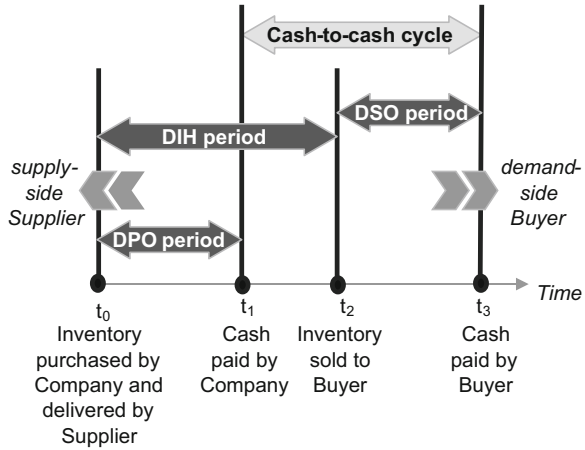 Cash-to-cash cycle
DSO period
DIH period
supply-
side
Supplier
demand-
side
Buyer
DPO period
Time
t0
Inventory
purchased by
Company and
delivered by
Supplier
t1
Cash
paid by
Company
t2
Inventory
sold to
Buyer
t3
Cash
paid by
Buyer